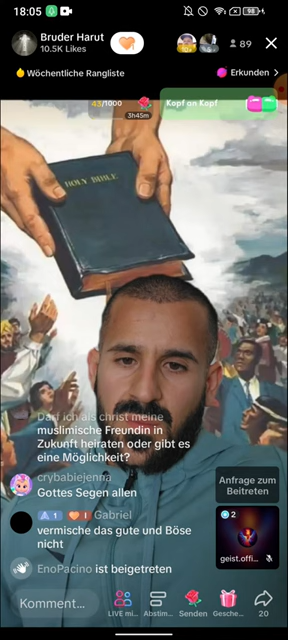 18:05
98
Bruder Harut
10.5K Likes
89
Wöchentliche Rangliste
Erkunden >
43/1000
Kopf an Kopf
3h45m
HOLY BIBLE
Darf ich als christ meine
muslimische Freundin in
Zukunft heiraten oder gibt es
eine Möglichkeit?
crybabiejenna
Gottes Segen allen
Anfrage zum
Beitreten
A 1 I Gabriel
vermische das gute und Böse
nicht
2
geist.offi...
EnoPacino ist beigetreten
Komment...
LIVE mi...
Abstim...
Senden
Gesche...
20